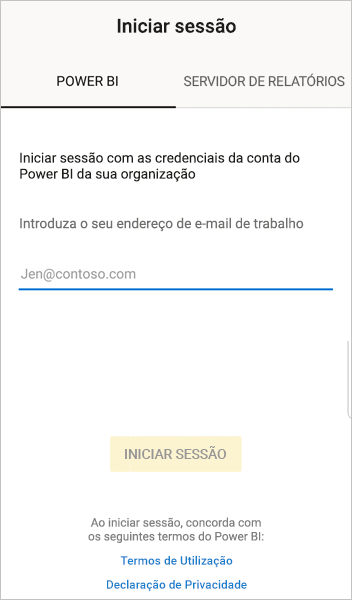 Iniciar sessão
POWER BI
SERVIDOR DE RELATÓRIOS
Iniciar sessão com as credenciais da conta do
Power BI da sua organização
Introduza o seu endereço de e-mail de trabalho
Jen@contoso.com
INICIAR SESSÃO
Ao iniciar sessão, concorda com
os seguintes termos do Power BI:
Termos de Utilização
Declaração de Privacidade